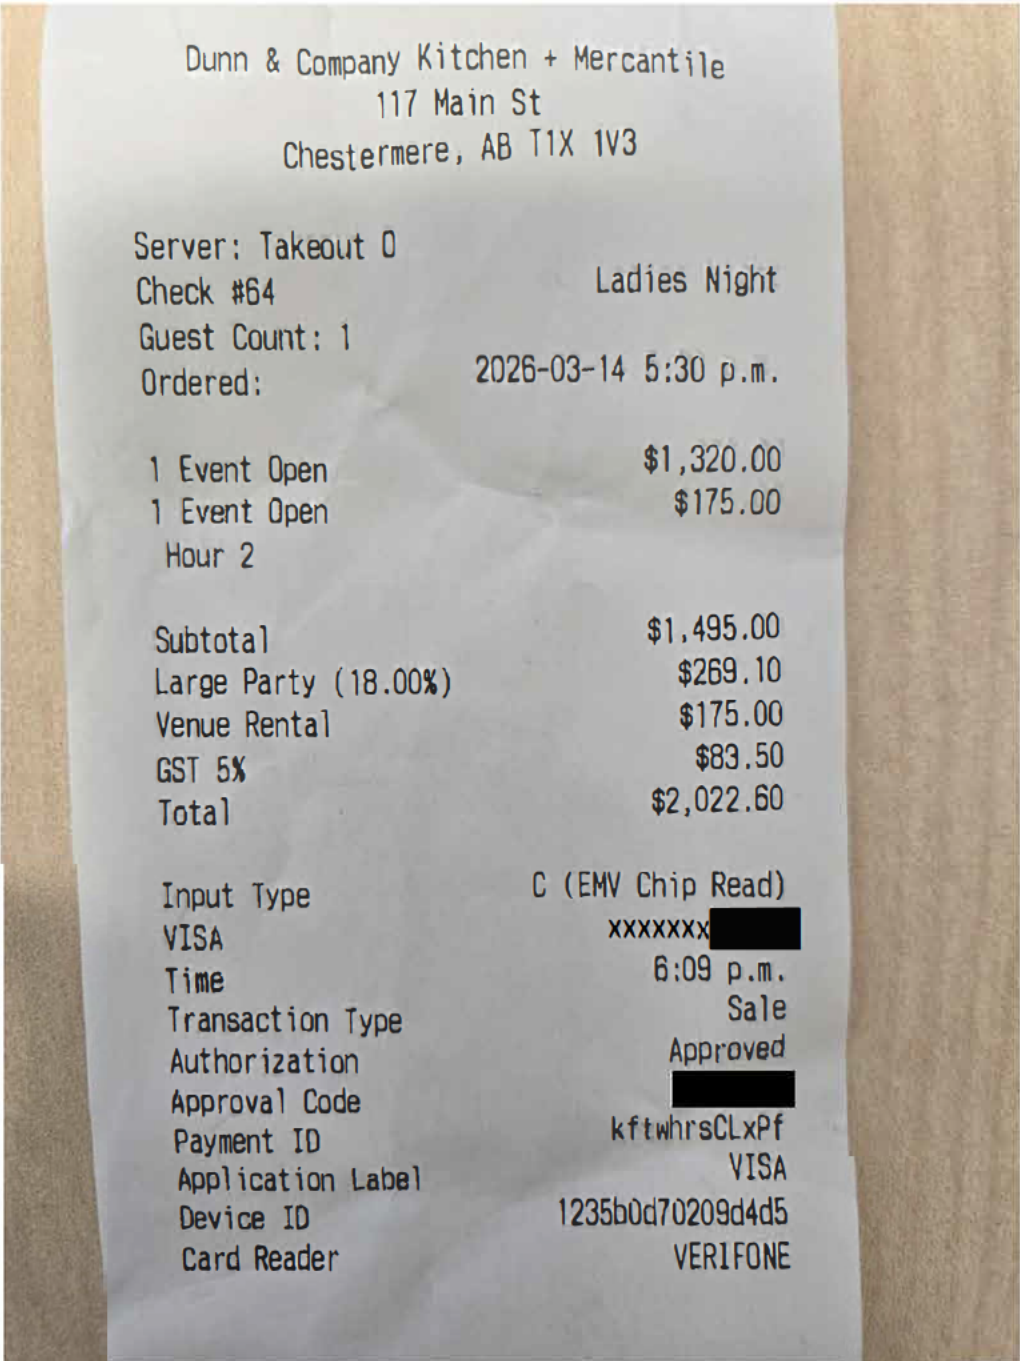 Dunn & Company Kitchen + Mercantile
117 Main St
Chestermere, AB T1X 1V3
Server: Takeout O
Check #64 Ladies Night
Guest Count: 1
Ordered: 2026-03-14 5:30 p.m.
1 Event Open $1,320.00
1 Event Open $175.00
Hour 2
Subtotal $1,495.00
Large Party (18.00%) $269.10
Venue Rental $175.00
GST 5% $83.50
Total $2,022.60
Input Type C (EMV Chip Read)
VISA xxxxxxx
Time 6:09 p.m.
Transaction Type Sale
Authorization Approved
Approval Code
Payment ID kftwhrsCLxPf
Application Label VISA
Device ID 1235b0d70209d4d5
Card Reader VERIFONE